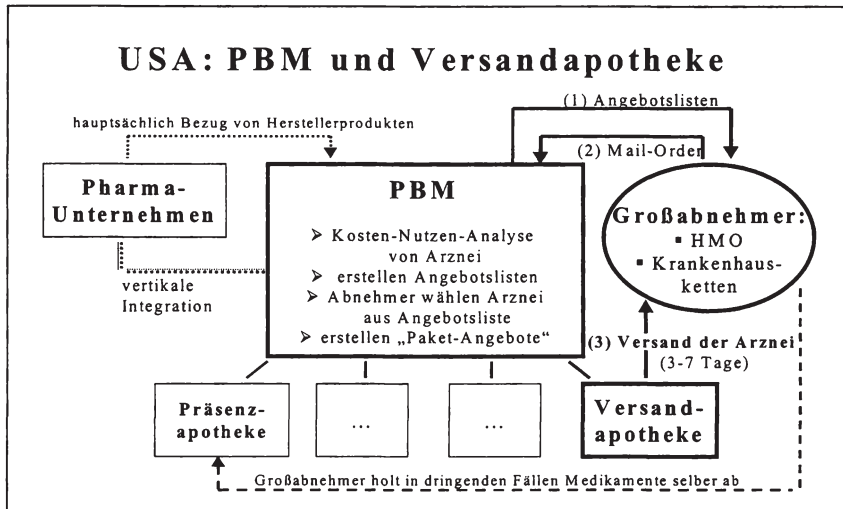 USA: PBM und Versandapotheke
(1) Angebotslisten
hauptsächlich Bezug von Herstellerprodukten
(2) Mail-Order
Pharma-
Unternehmen
PBM
➢ Kosten-Nutzen-Analyse
von Arznei
➢ erstellen Angebotslisten
➢ Abnehmer wählen Arznei
aus Angebotsliste
➢ erstellen „Paket-Angebote“
Großabnehmer:
▪ HMO
▪ Krankenhaus-
ketten
vertikale
Integration
(3) Versand der Arznei
(3-7 Tage)
Präsenz-
apotheke
...
...
Versand-
apotheke
Großabnehmer holt in dringenden Fällen Medikamente selber ab